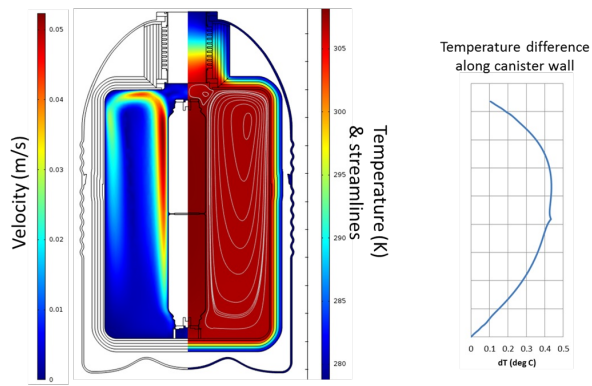 Velocity (m/s)
0.05
0.04
0.03
0.02
0.01
0
305
300
295
290
285
280
Temperature (K)
& streamlines
Temperature difference
along canister wall
0 0.1 0.2 0.3 0.4 0.5
dT (deg C)